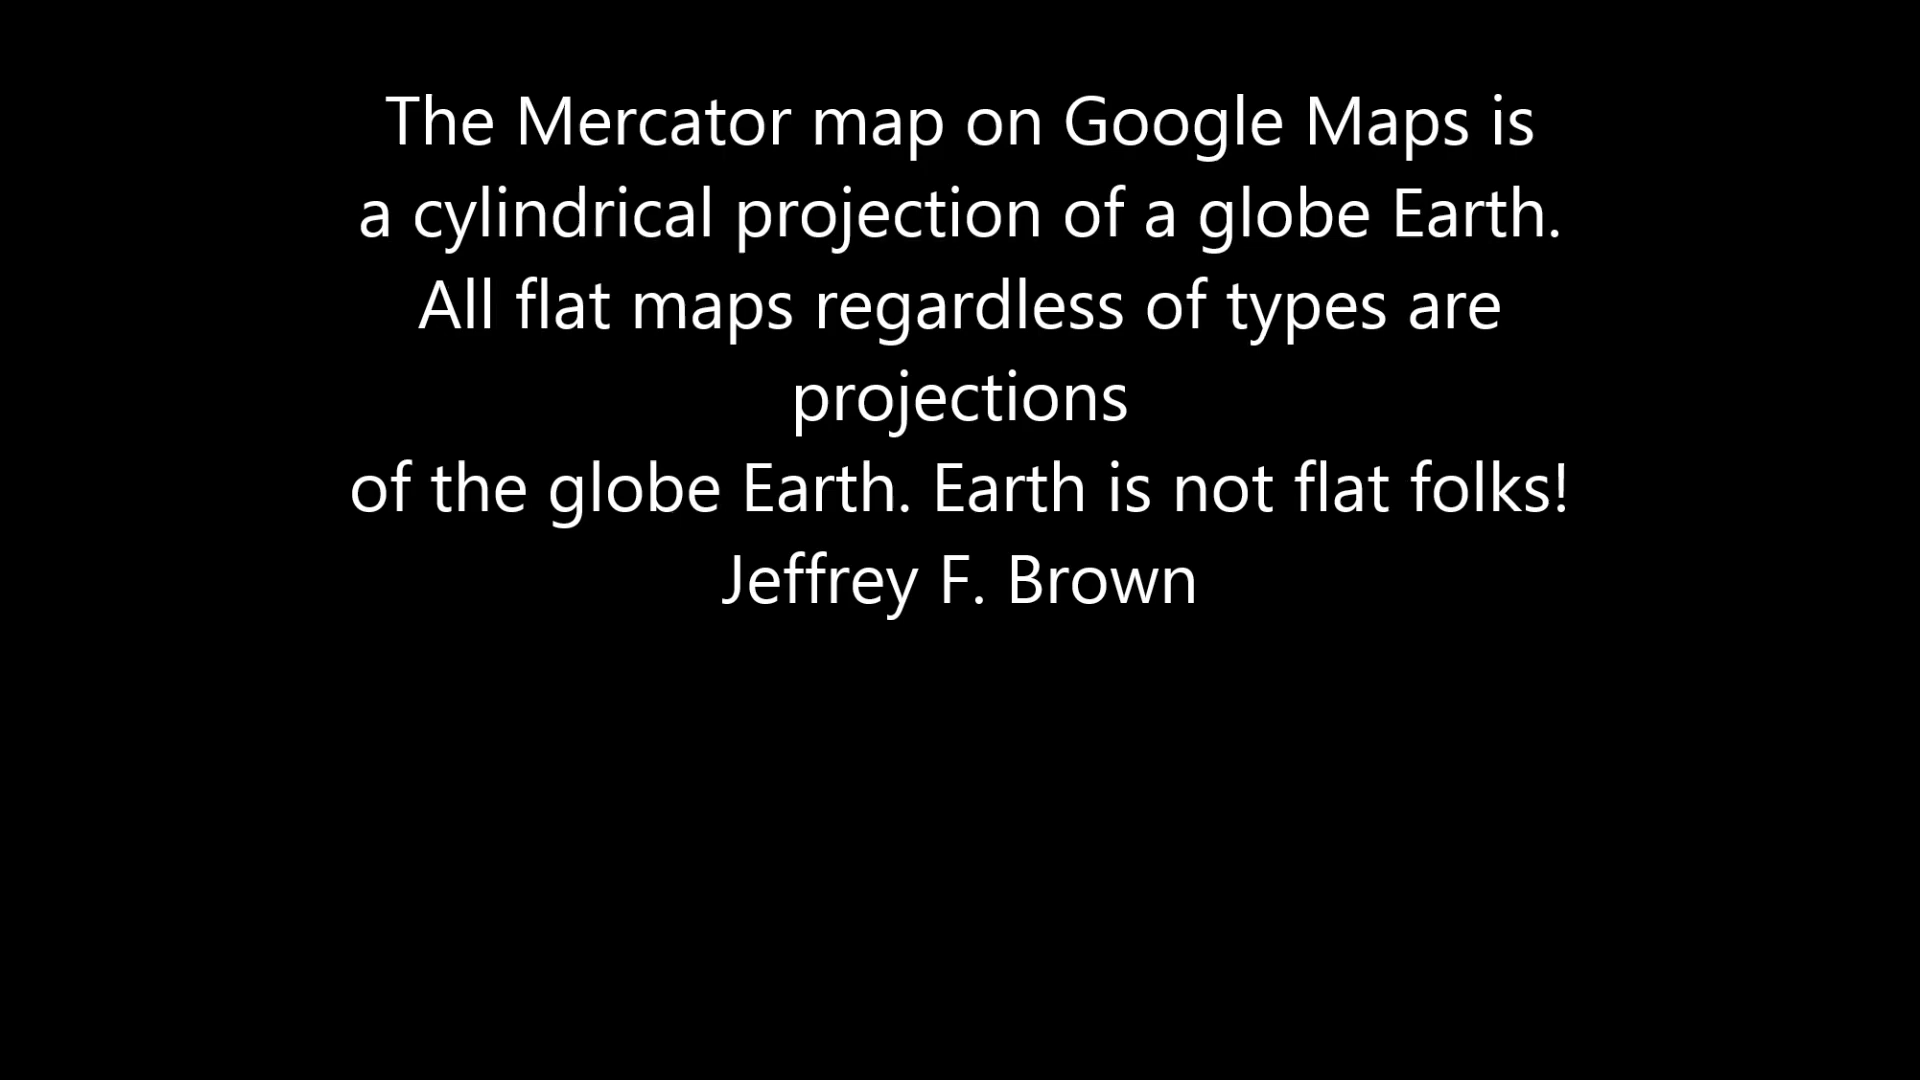 The Mercator map on Google Maps is
a cylindrical projection of a globe Earth.
All flat maps regardless of types are
projections
of the globe Earth. Earth is not flat folks!
Jeffrey F. Brown